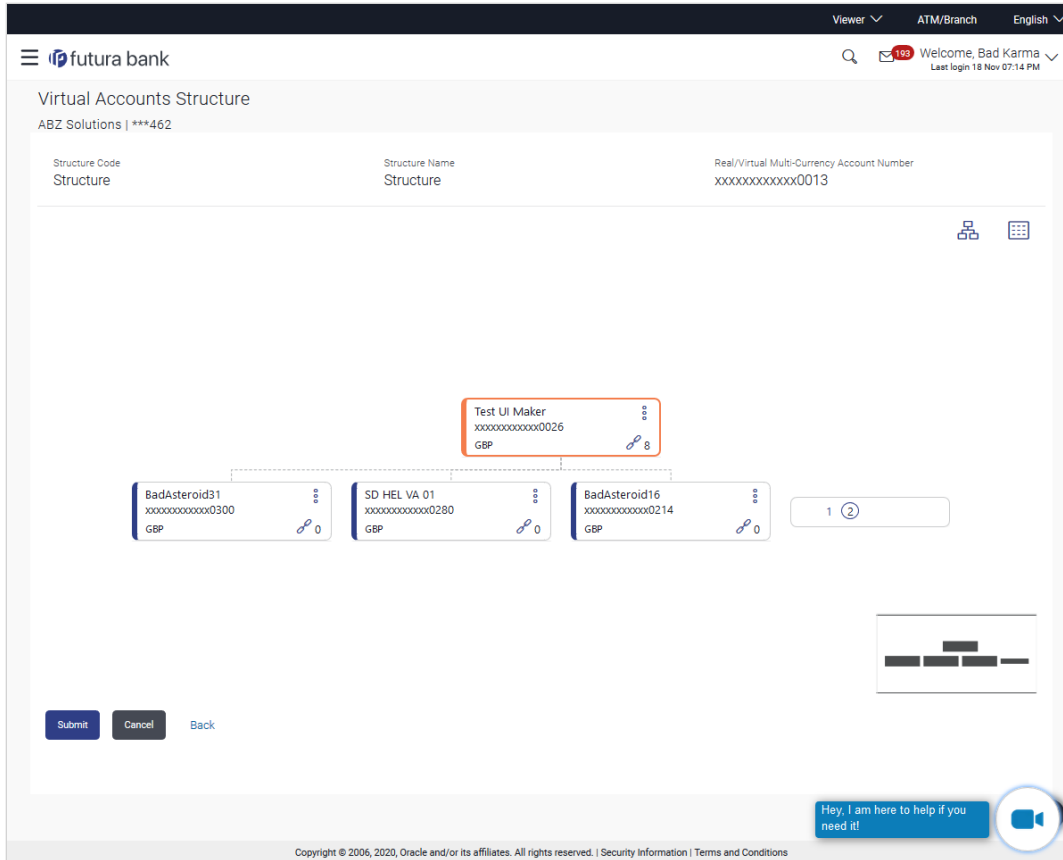 Viewer ATM/Branch English
futura bank
193 Welcome, Bad Karma
Last login 18 Nov 07:14 PM
Virtual Accounts Structure
ABZ Solutions | ***462
Structure Code Structure Name Real/Virtual Multi-Currency Account Number
Structure Structure xxxxxxxxxxxx0013
Test UI Maker
xxxxxxxxxxxx0026
GBP 8
BadAsteroid31
xxxxxxxxxxxx0300
GBP 0
SD HEL VA 01
xxxxxxxxxxxx0280
GBP 0
BadAsteroid16
xxxxxxxxxxxx0214
GBP 0
1 2
Submit Cancel Back
Hey, I am here to help if you
need it!
Copyright © 2006, 2020, Oracle and/or its affiliates. All rights reserved. | Security Information | Terms and Conditions